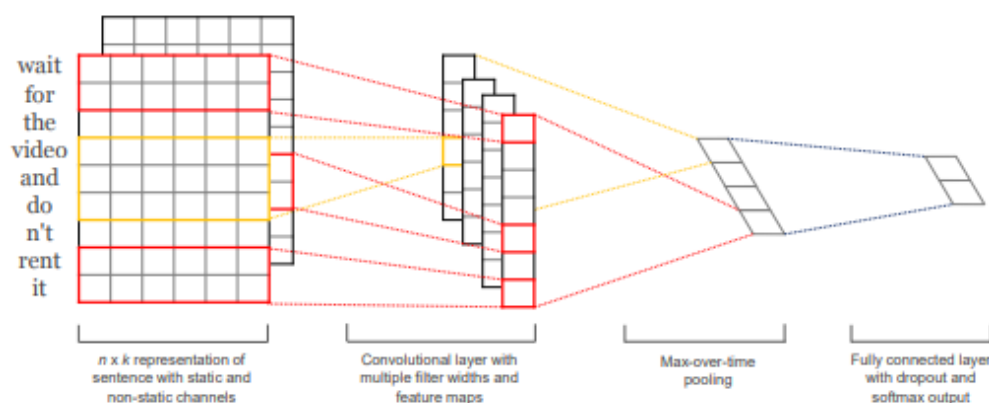 wait
for
the
video
and
do
n't
rent
it
n x k representation of
sentence with static and
non-static channels
Convolutional layer with
multiple filter widths and
feature maps
Max-over-time
pooling
Fully connected layer
with dropout and
softmax output